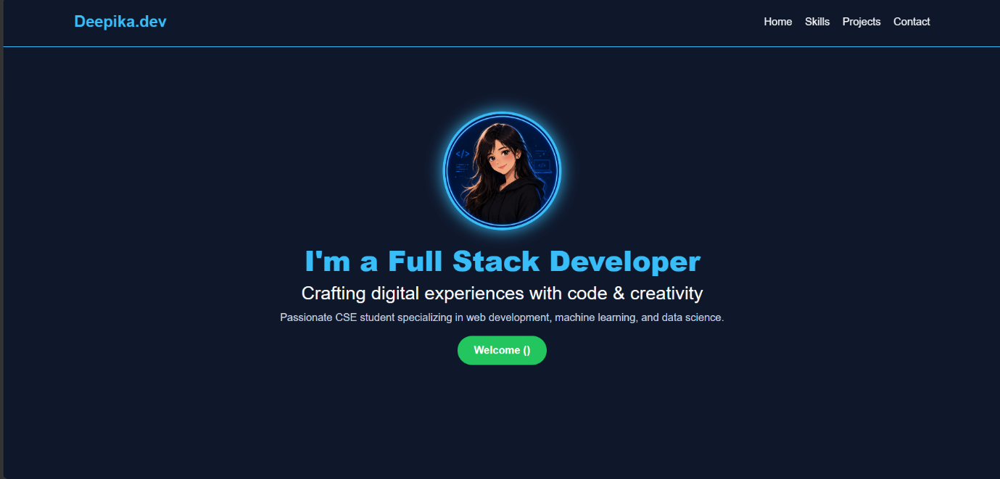 Deepika.dev
Home Skills Projects Contact
</>
</>
I'm a Full Stack Developer
Crafting digital experiences with code & creativity
Passionate CSE student specializing in web development, machine learning, and data science.
Welcome ()